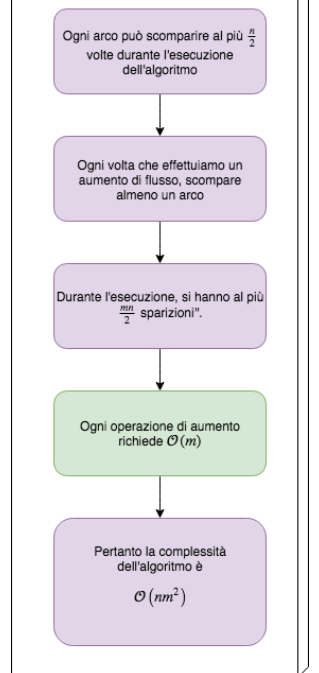 Ogni arco può scomparire al più n/2
volte durante l'esecuzione
dell'algoritmo
Ogni volta che effettuiamo un
aumento di flusso, scompare
almeno un arco
Durante l'esecuzione, si hanno al più
mn/2 sparizioni".
Ogni operazione di aumento
richiede 𝒪(m)
Pertanto la complessità
dell'algoritmo è
𝒪(nm²)